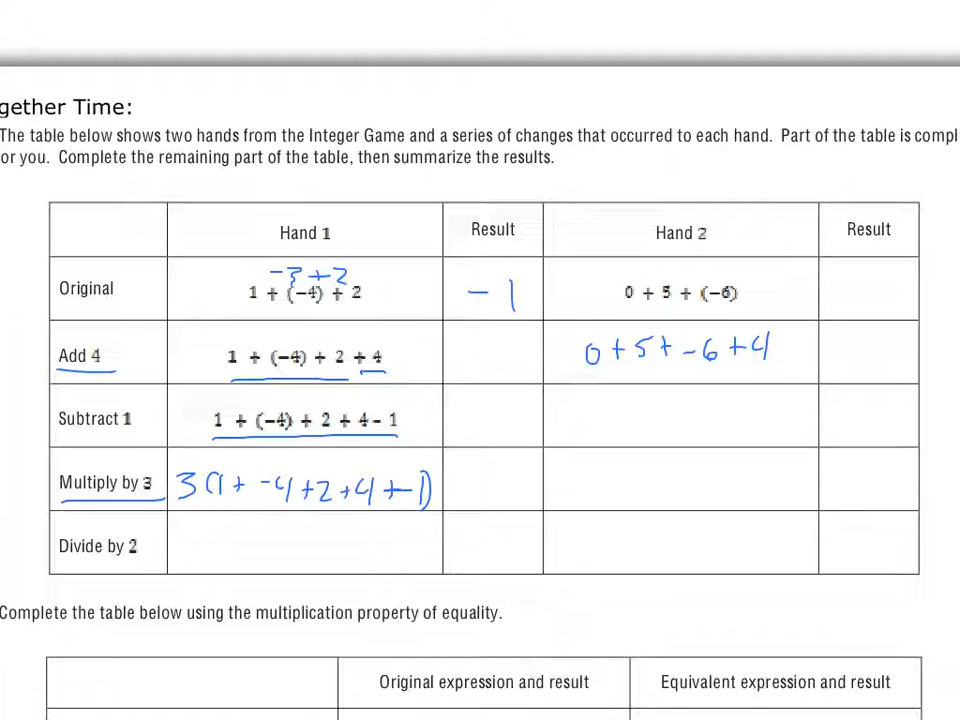 gether Time:
The table below shows two hands from the Integer Game and a series of changes that occurred to each hand. Part of the table is compl
or you. Complete the remaining part of the table, then summarize the results.
Hand 1 Result Hand 2 Result
-3 + 2
Original 1 + (−4) + 2 - 1 0 + 5 + (−6)
Add 4 1 + (−4) + 2 + 4 0 + 5 + -6 + 4
Subtract 1 1 + (−4) + 2 + 4 - 1
Multiply by 3 3 (1 + -4 + 2 + 4 + -1)
Divide by 2
Complete the table below using the multiplication property of equality.
Original expression and result Equivalent expression and result